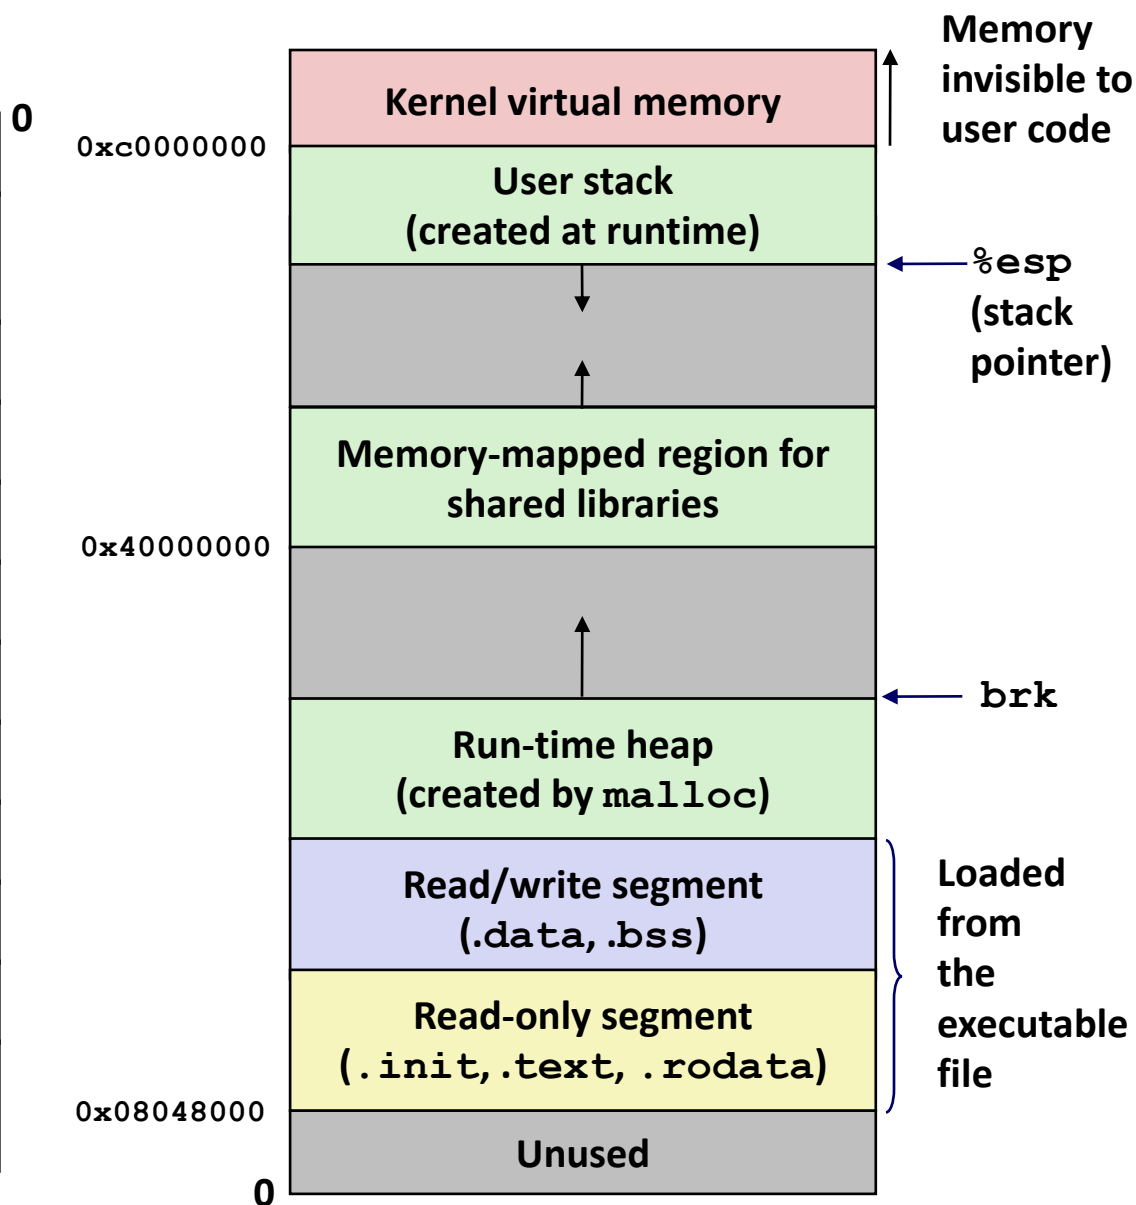 Memory
invisible to
user code
Kernel virtual memory
0
0xc0000000
User stack
(created at runtime)
%esp
(stack
pointer)
Memory-mapped region for
shared libraries
0x40000000
brk
Run-time heap
(created by malloc)
Read/write segment
(.data, .bss)
Loaded
from
the
executable
file
Read-only segment
(.init, .text, .rodata)
0x08048000
Unused
0